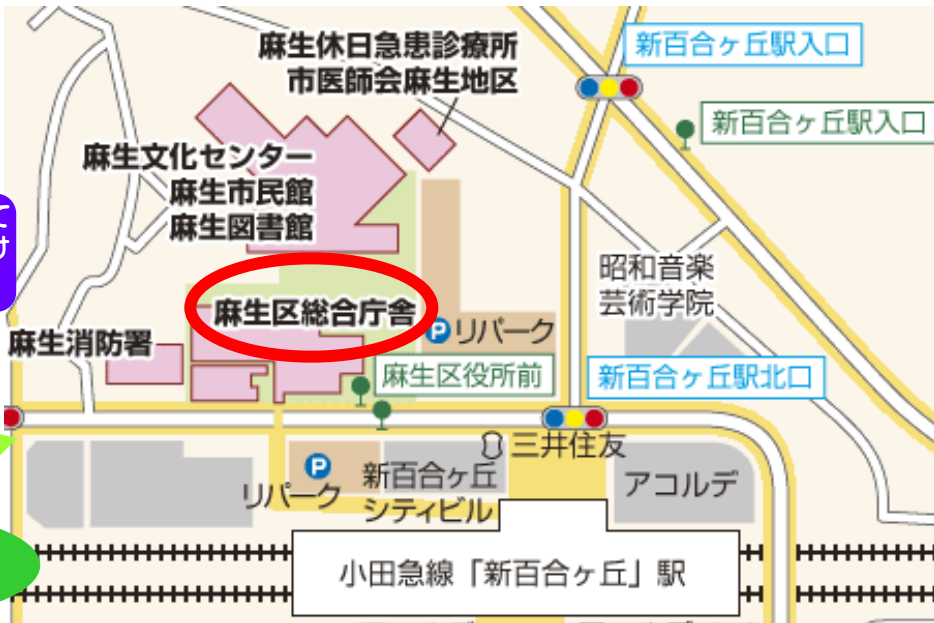 麻生休日急患診療所
市医師会麻生地区
新百合ヶ丘駅入口
新百合ヶ丘駅入口
麻生文化センター
麻生市民館
麻生図書館
て
け
昭和音楽
芸術学院
麻生区総合庁舎
Pリパーク
麻生消防署
麻生区役所前
新百合ヶ丘駅北口
三井住友
P
リパーク
新百合ヶ丘
シティビル
アコルデ
小田急線「新百合ヶ丘」駅